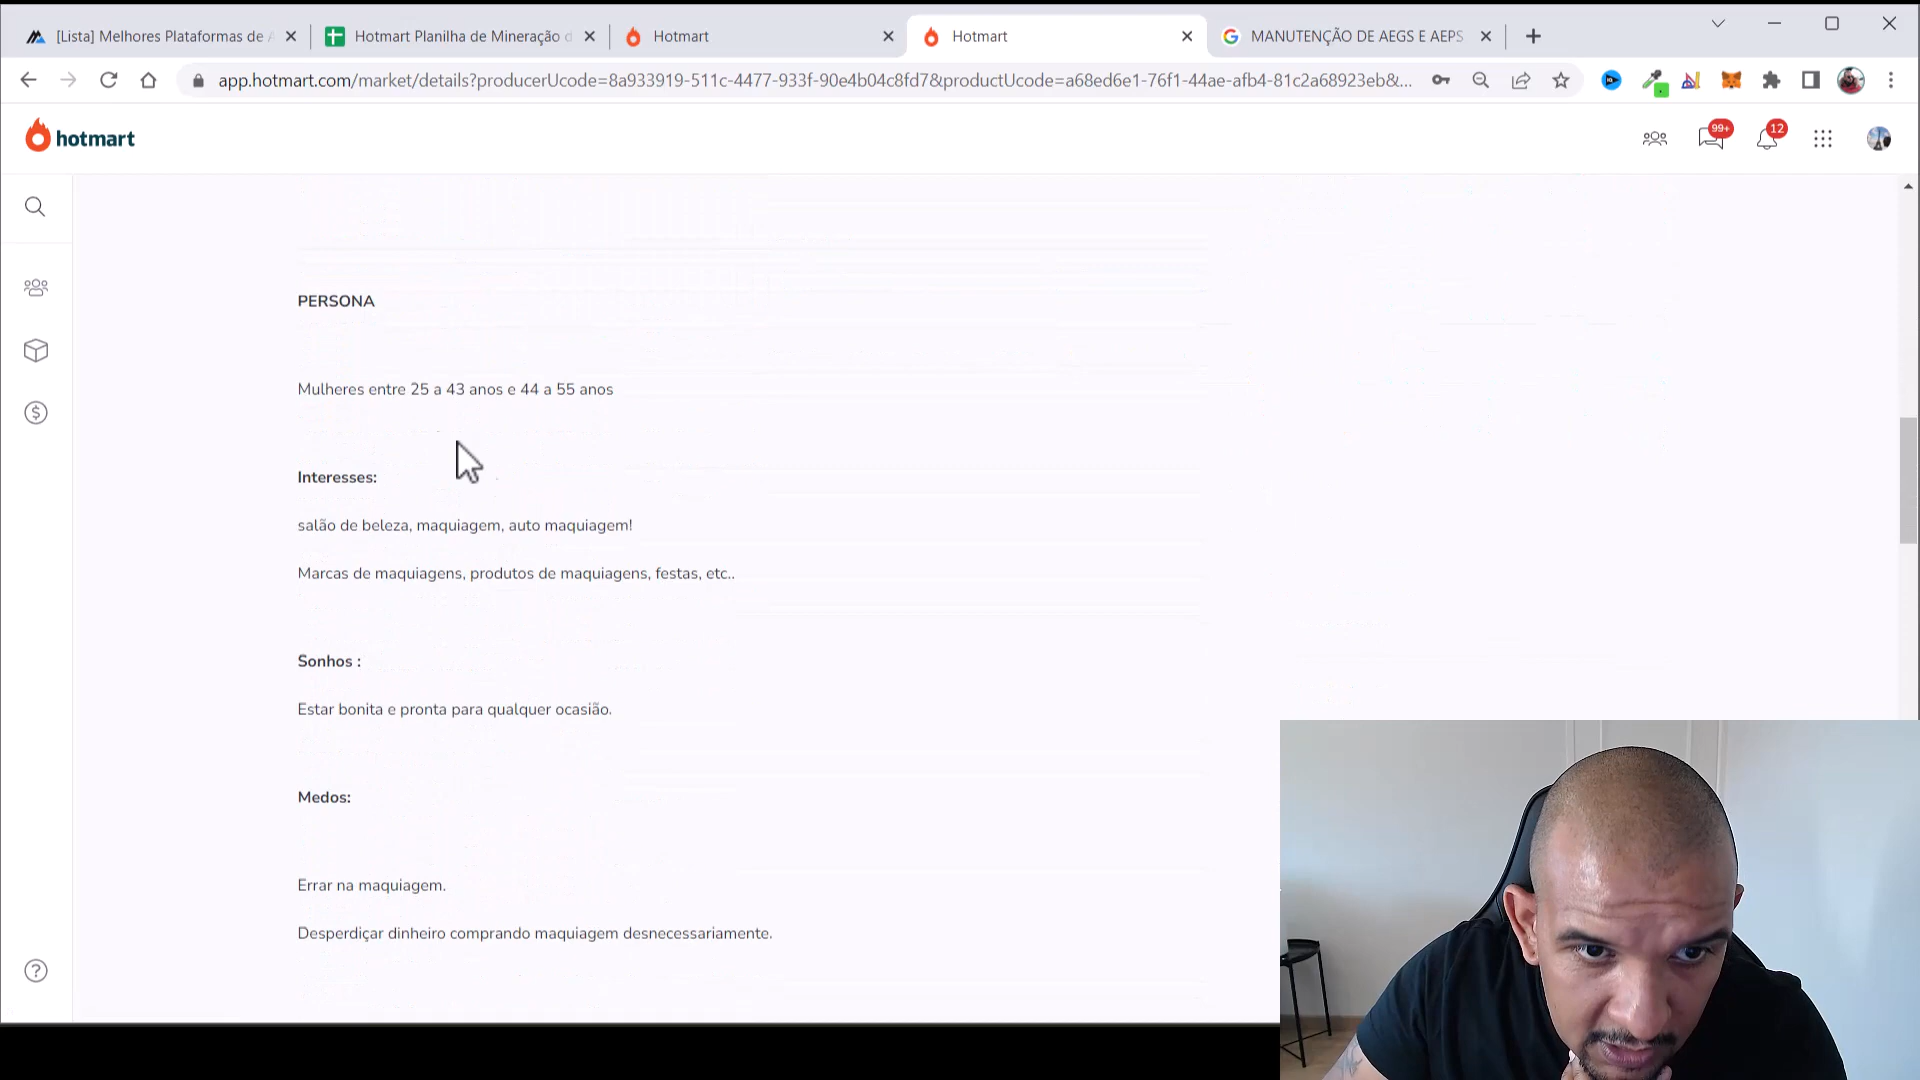 [Lista] Melhores Plataformas de
Hotmart Planilha de Mineração d
Hotmart
Hotmart
MANUTENÇÃO DE AEGS E AEPS
app.hotmart.com/market/details?producerUcode=8a933919-511c-4477-933f-90e4b04c8fd7&productUcode=a68ed6e1-76f1-44ae-afb4-81c2a68923eb&...
hotmart
99+
12
PERSONA
Mulheres entre 25 a 43 anos e 44 a 55 anos
Interesses:
salão de beleza, maquiagem, auto maquiagem!
Marcas de maquiagens, produtos de maquiagens, festas, etc..
Sonhos :
Estar bonita e pronta para qualquer ocasião.
Medos:
Errar na maquiagem.
Desperdiçar dinheiro comprando maquiagem desnecessariamente.